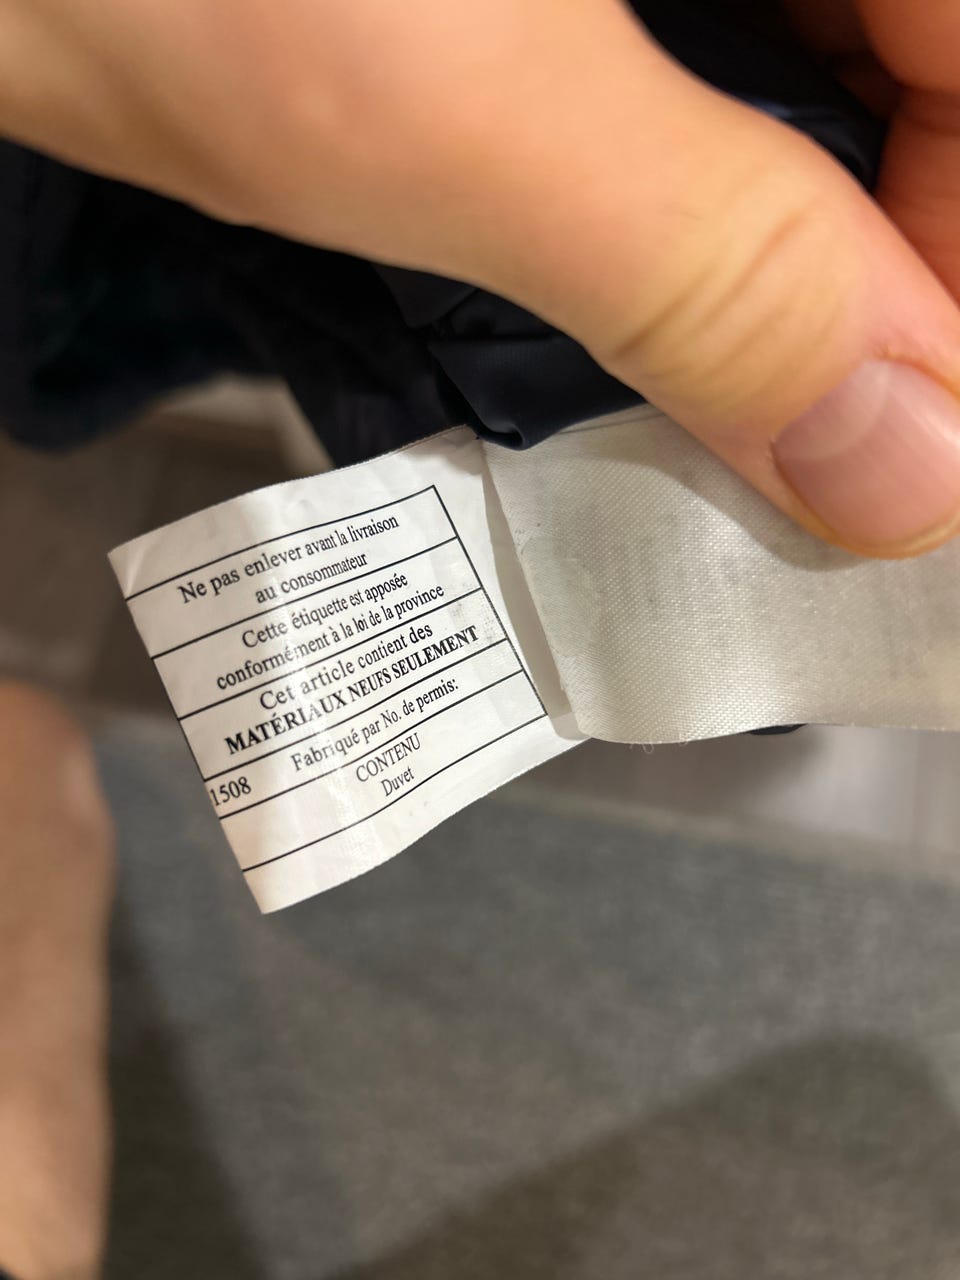 Ne pas enlever avant la livraison
au consommateur
Cette étiquette est apposée
conformément à la loi de la province
Cet article contient des
MATÉRIAUX NEUFS SEULEMENT
Fabriqué par No. de permis:
1508
CONTENU
Duvet